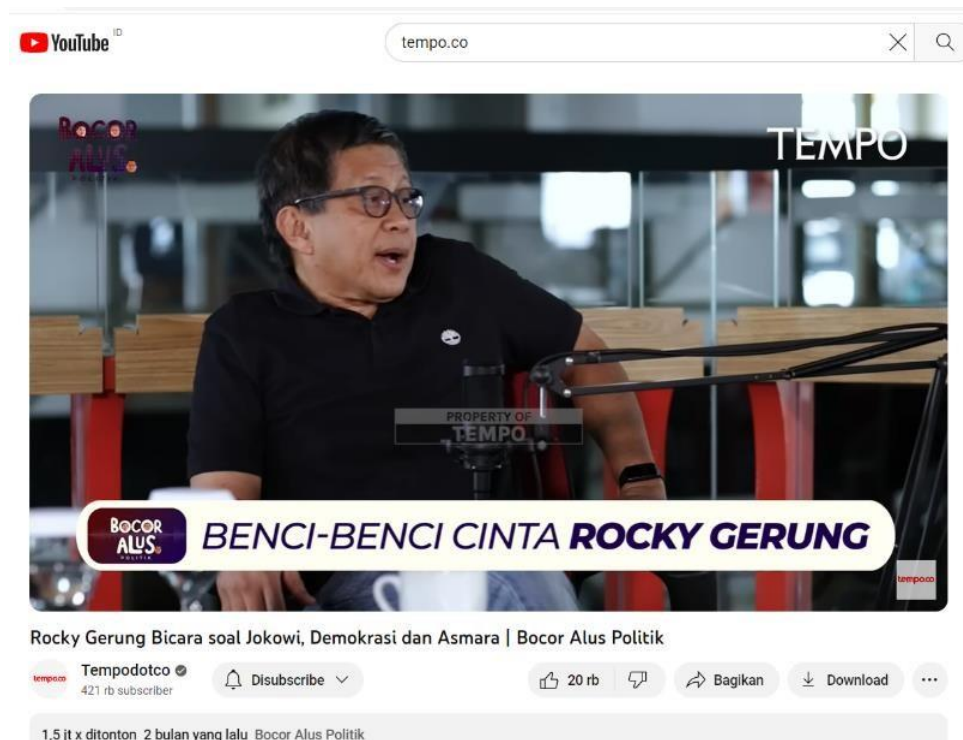 YouTube ID
tempo.co
BOCOR
ALUS
POLITIK
TEMPO
PROPERTY OF
TEMPO
BOCOR
ALUS
POLITIK
BENCI-BENCI CINTA ROCKY GERUNG
tempo.co
Rocky Gerung Bicara soal Jokowi, Demokrasi dan Asmara | Bocor Alus Politik
tempo.co
Tempodotco
421 rb subscriber
Disubscribe
20 rb
Bagikan
Download
1,5 jt x ditonton 2 bulan yang lalu Bocor Alus Politik